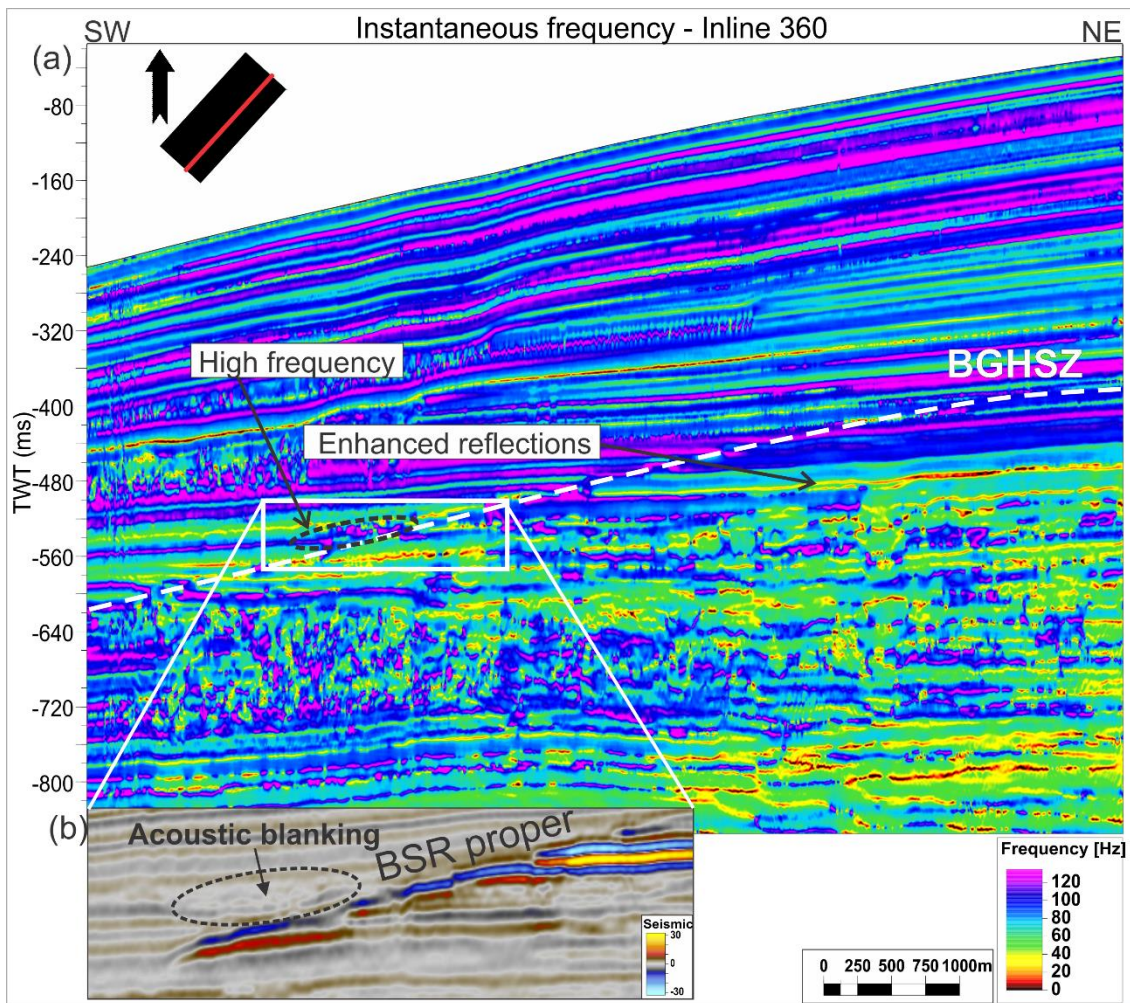 Instantaneous frequency - Inline 360
SW
NE
(a)
-80
-160
-240
-320
-400
-480
-560
-640
-720
-800
TWT (ms)
High frequency
BGHSZ
Enhanced reflections
(b)
Acoustic blanking
BSR proper
Seismic
30
0
-30
Frequency [Hz]
120
100
80
60
40
20
0
0 250 500 750 1000m